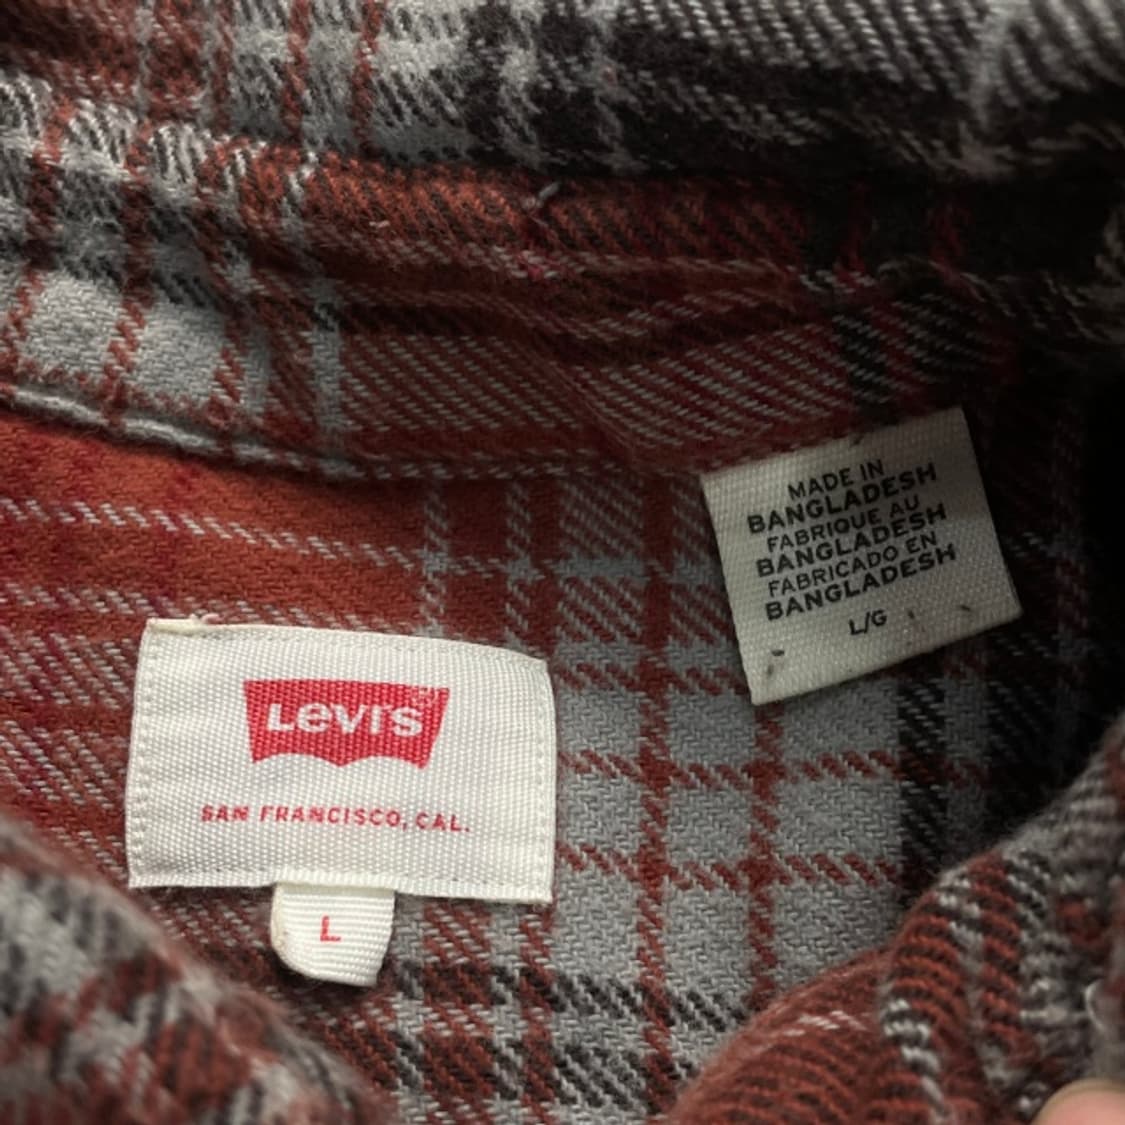 MADE IN
BANGLADESH
FABRIQUE AU
BANGLADESH
FABRICADO EN
BANGLADESH
L/G
Levi's
SAN FRANCISCO, CAL.
L